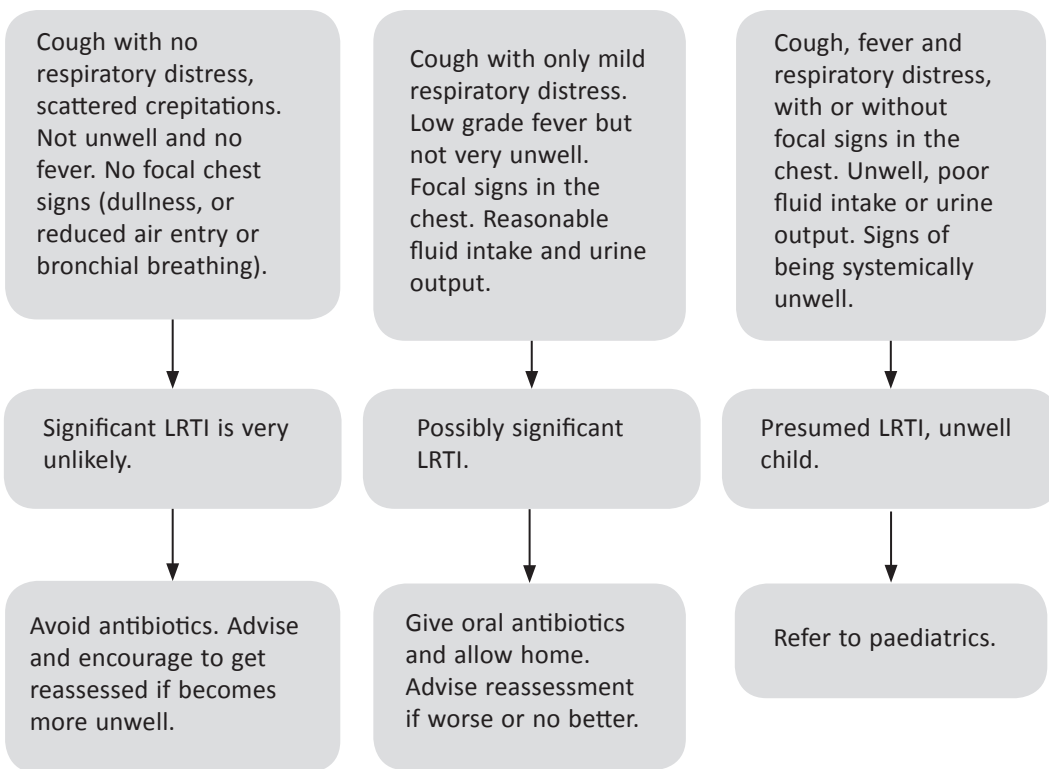 Cough with no
respiratory distress,
scattered crepitations.
Not unwell and no
fever. No focal chest
signs (dullness, or
reduced air entry or
bronchial breathing).
Cough with only mild
respiratory distress.
Low grade fever but
not very unwell.
Focal signs in the
chest. Reasonable
fluid intake and urine
output.
Cough, fever and
respiratory distress,
with or without
focal signs in the
chest. Unwell, poor
fluid intake or urine
output. Signs of
being systemically
unwell.
Significant LRTI is very
unlikely.
Possibly significant
LRTI.
Presumed LRTI, unwell
child.
Avoid antibiotics. Advise
and encourage to get
reassessed if becomes
more unwell.
Give oral antibiotics
and allow home.
Advise reassessment
if worse or no better.
Refer to paediatrics.